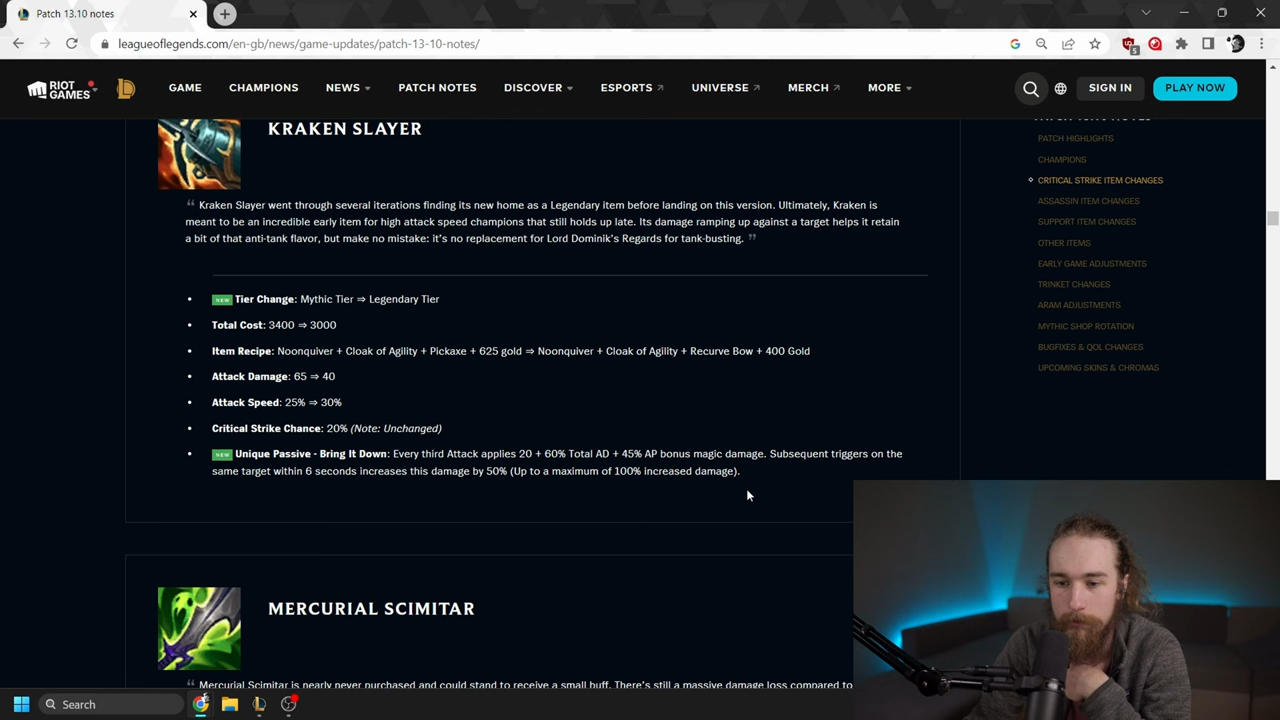 Patch 13.10 notes
leagueoflegends.com/en-gb/news/game-updates/patch-13-10-notes/
5
RIOT GAMES
GAME CHAMPIONS NEWS PATCH NOTES DISCOVER ESPORTS UNIVERSE MERCH MORE SIGN IN PLAY NOW
KRAKEN SLAYER
“ Kraken Slayer went through several iterations finding its new home as a Legendary item before landing on this version. Ultimately, Kraken is
meant to be an incredible early item for high attack speed champions that still holds up late. Its damage ramping up against a target helps it retain
a bit of that anti-tank flavor, but make no mistake: it’s no replacement for Lord Dominik’s Regards for tank-busting. ”
• NEW Tier Change: Mythic Tier ⇒ Legendary Tier
• Total Cost: 3400 ⇒ 3000
• Item Recipe: Noonquiver + Cloak of Agility + Pickaxe + 625 gold ⇒ Noonquiver + Cloak of Agility + Recurve Bow + 400 Gold
• Attack Damage: 65 ⇒ 40
• Attack Speed: 25% ⇒ 30%
• Critical Strike Chance: 20% (Note: Unchanged)
• NEW Unique Passive - Bring It Down: Every third Attack applies 20 + 60% Total AD + 45% AP bonus magic damage. Subsequent triggers on the
same target within 6 seconds increases this damage by 50% (Up to a maximum of 100% increased damage).
MERCURIAL SCIMITAR
Mercurial Scimitar is nearly never purchased and could stand to receive a small buff. There’s still a massive damage loss compared to
PATCH HIGHLIGHTS
CHAMPIONS
CRITICAL STRIKE ITEM CHANGES
ASSASSIN ITEM CHANGES
SUPPORT ITEM CHANGES
OTHER ITEMS
EARLY GAME ADJUSTMENTS
TRINKET CHANGES
ARAM ADJUSTMENTS
MYTHIC SHOP ROTATION
BUGFIXES & QOL CHANGES
UPCOMING SKINS & CHROMAS
Search